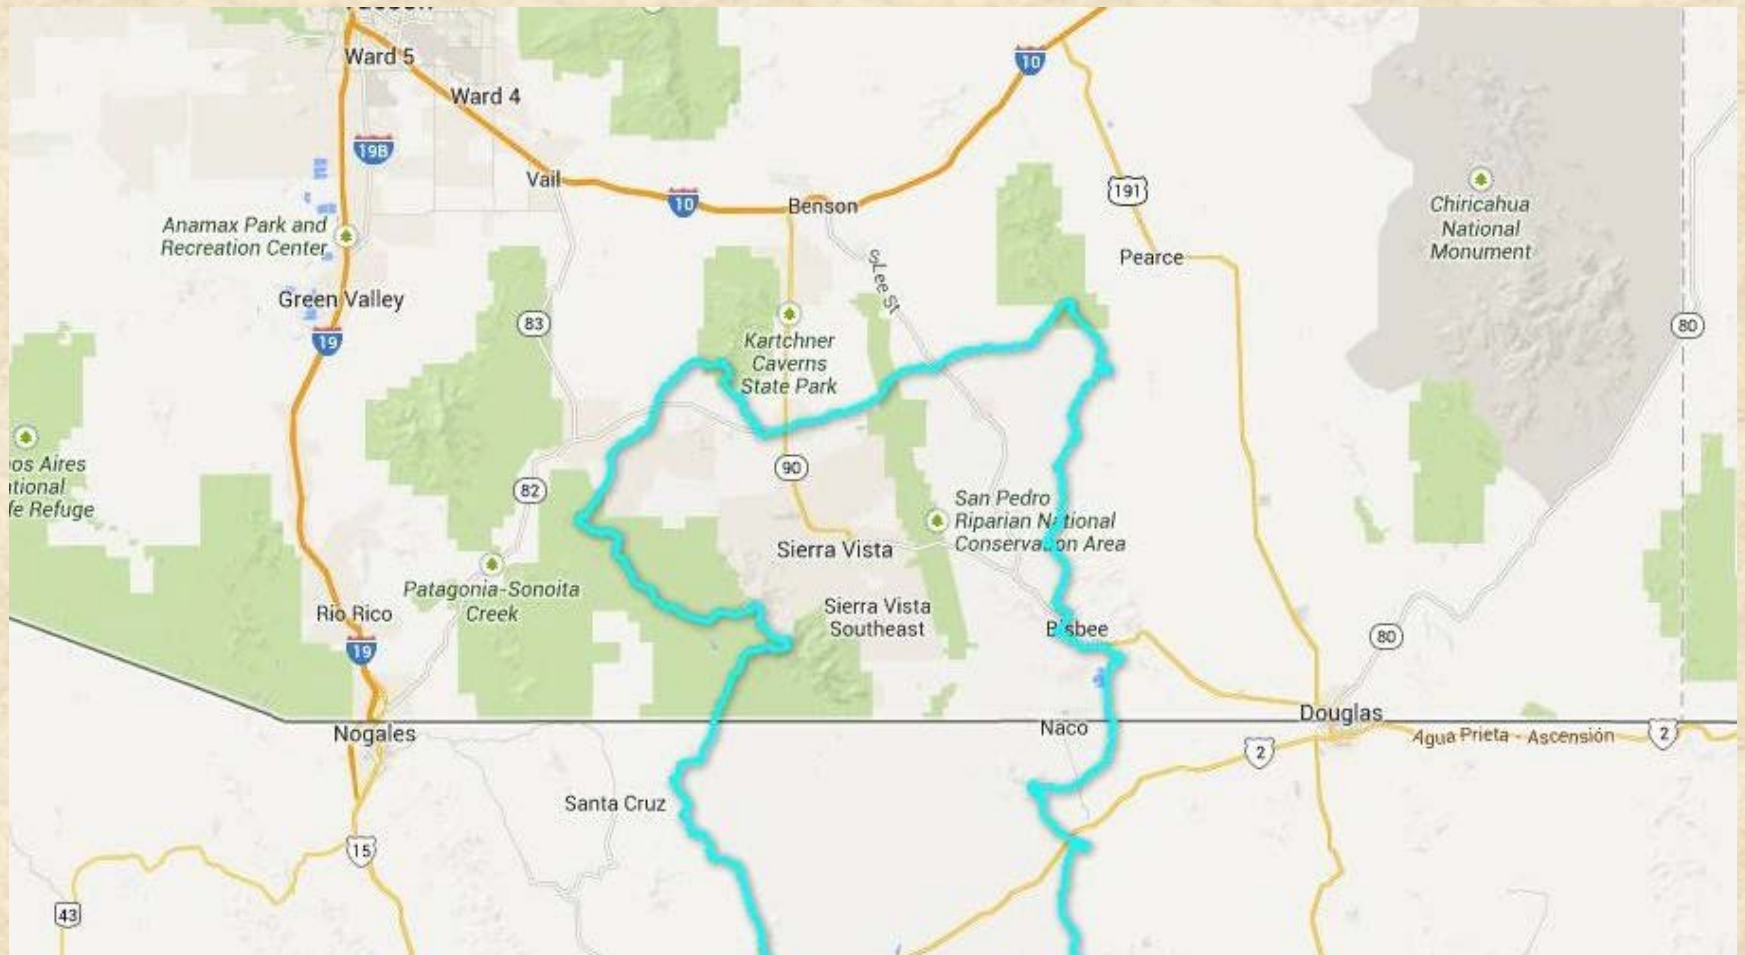 Ward 5
Ward 4
10
19B
Vail
10
Benson
191
Anamax Park and
Recreation Center
Chiricahua
National
Monument
Pearce
S Lee St
Green Valley
83
19
Kartchner
Caverns
State Park
80
os Aires
ational
fe Refuge
82
90
San Pedro
Riparian National
Conservation Area
Sierra Vista
Patagonia-Sonoita
Creek
Sierra Vista
Southeast
Rio Rico
19
Bisbee
80
Nogales
Naco
Douglas
Agua Prieta - Ascensión
2
2
Santa Cruz
15
43